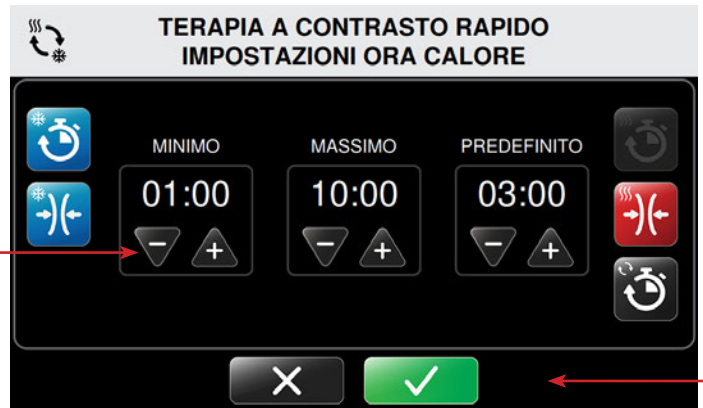 TERAPIA A CONTRASTO RAPIDO
IMPOSTAZIONI ORA CALORE
MINIMO MASSIMO PREDEFINITO
01:00 10:00 03:00
- + - + - +